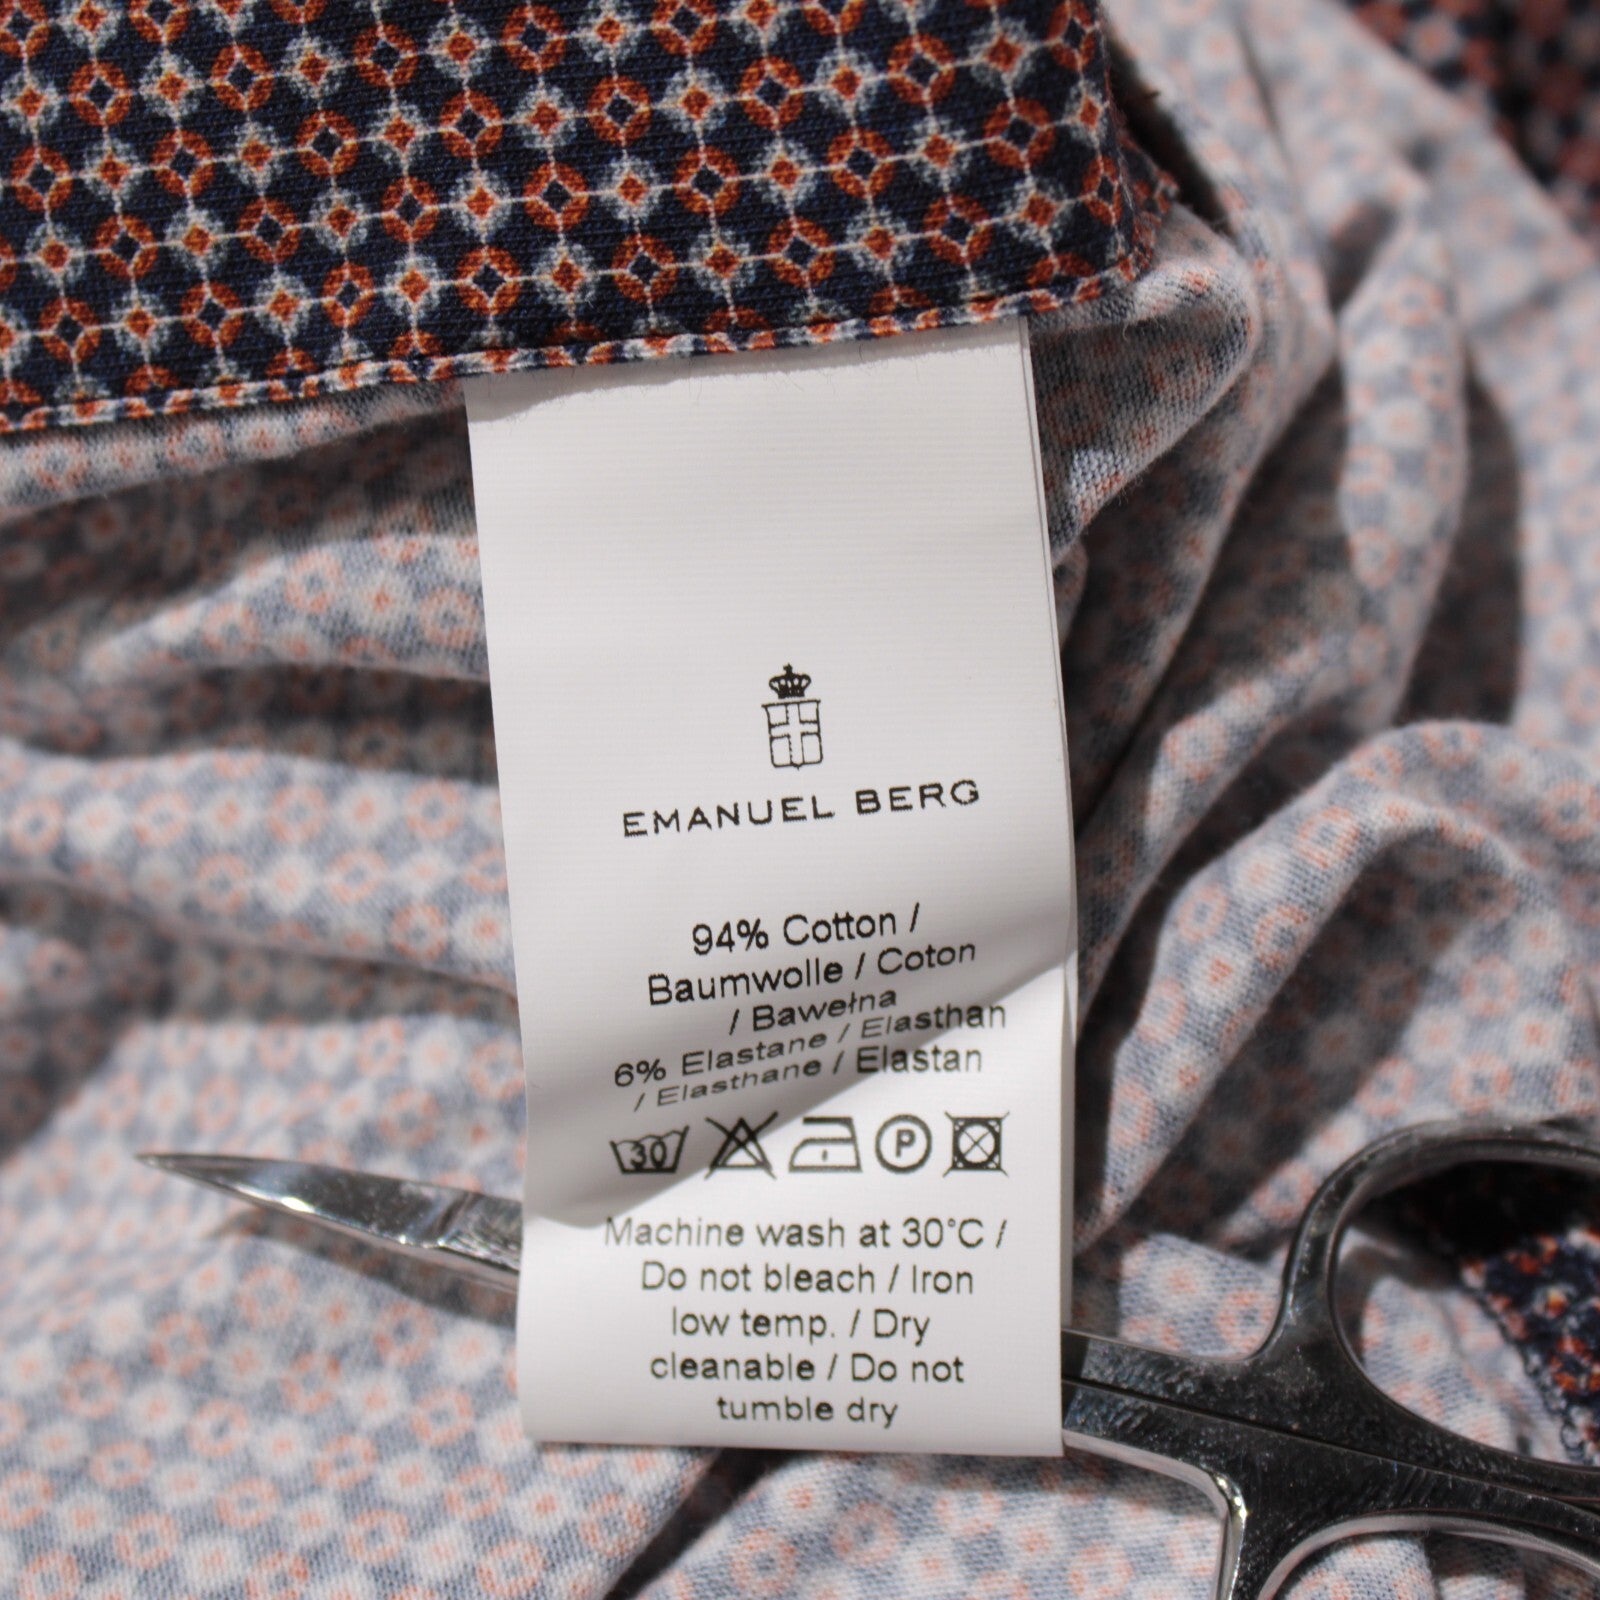 EMANUEL BERG
94% Cotton /
Baumwolle / Coton
/ Bawełna
6% Elastane / Elasthan
/ Elasthane / Elastan
30 P
Machine wash at 30°C /
Do not bleach / Iron
low temp. / Dry
cleanable / Do not
tumble dry